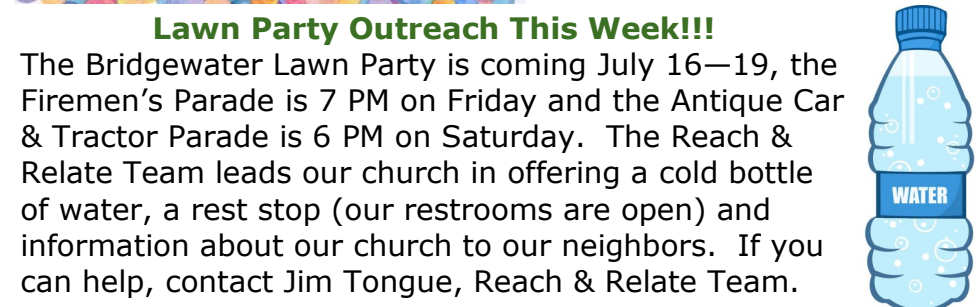 Lawn Party Outreach This Week!!!
The Bridgewater Lawn Party is coming July 16—19, the
Firemen’s Parade is 7 PM on Friday and the Antique Car
& Tractor Parade is 6 PM on Saturday.  The Reach &
Relate Team leads our church in offering a cold bottle
of water, a rest stop (our restrooms are open) and
information about our church to our neighbors.  If you
can help, contact Jim Tongue, Reach & Relate Team.
WATER